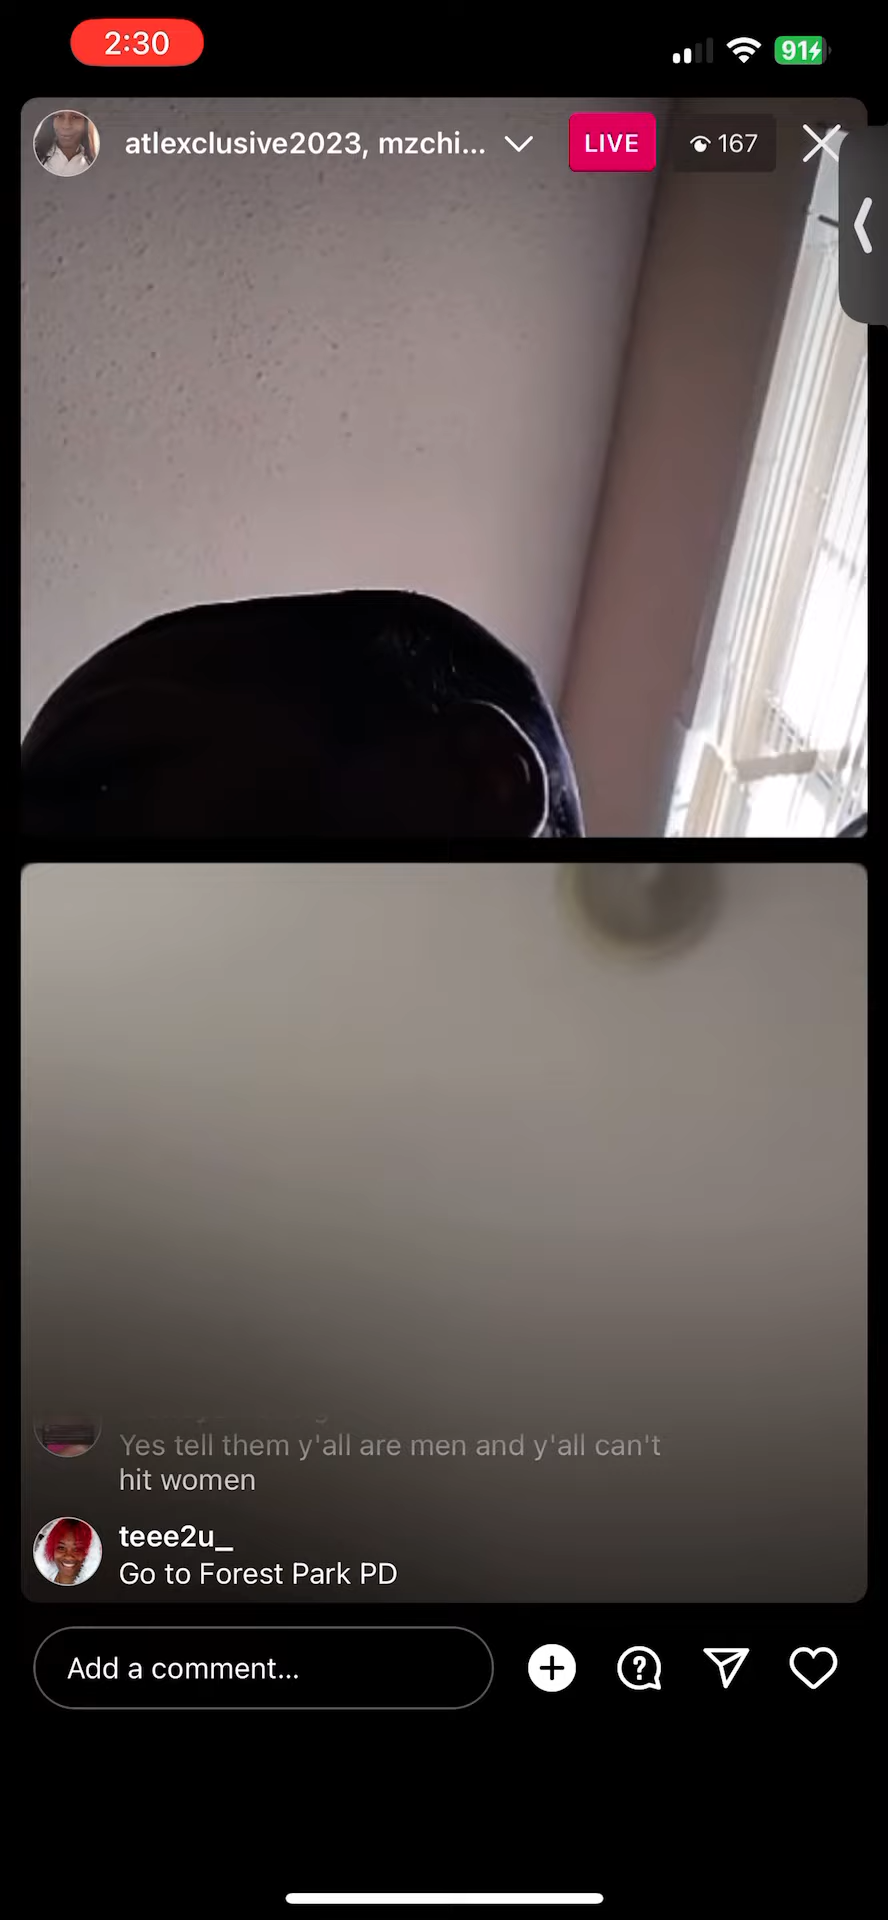 2:30
91
atlexclusive2023, mzchi...
LIVE
167
Yes tell them y'all are men and y'all can't
hit women
teee2u_
Go to Forest Park PD
Add a comment...